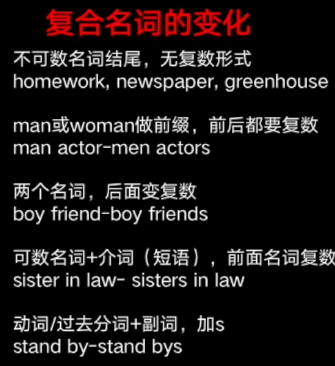 复合名词的变化
不可数名词结尾，无复数形式
homework, newspaper, greenhouse
man或woman做前缀，前后都要复数
man actor-men actors
两个名词，后面变复数
boy friend-boy friends
可数名词+介词（短语），前面名词复数
sister in law- sisters in law
动词/过去分词+副词，加s
stand by-stand bys